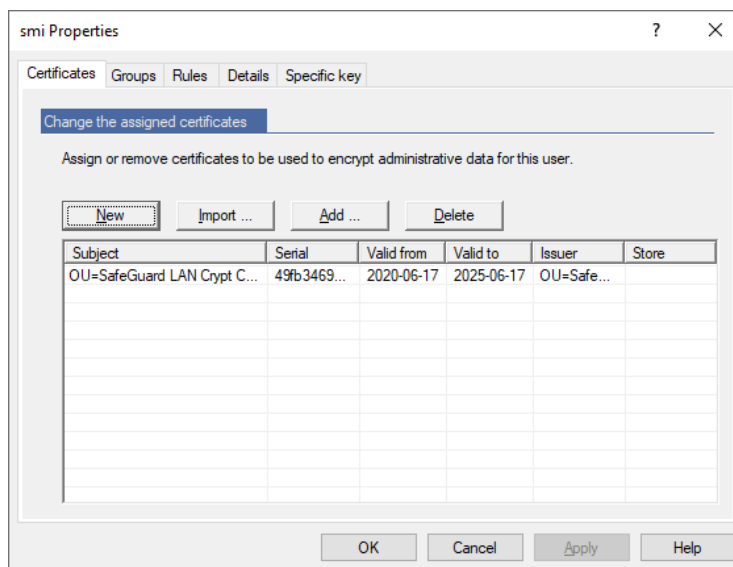 smi Properties ? ×
Certificates Groups Rules Details Specific key
Change the assigned certificates
Assign or remove certificates to be used to encrypt administrative data for this user.
New Import ... Add ... Delete
Subject Serial Valid from Valid to Issuer Store
OU=SafeGuard LAN Crypt C... 49fb3469... 2020-06-17 2025-06-17 OU=Safe...
OK Cancel Apply Help